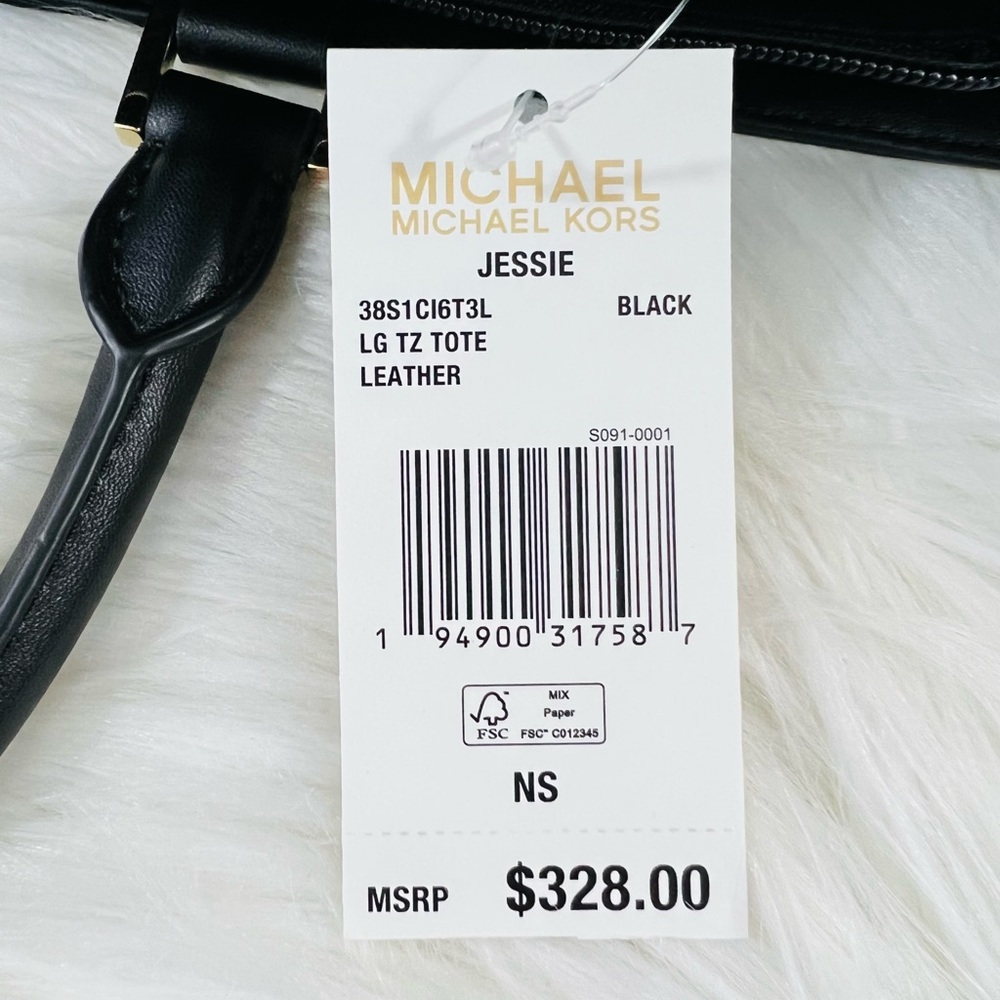 MICHAEL
MICHAEL KORS
JESSIE
38S1CI6T3L BLACK
LG TZ TOTE
LEATHER
S091-0001
1 94900 31758 7
FSC
MIX
Paper
FSC™ C012345
NS
MSRP $328.00